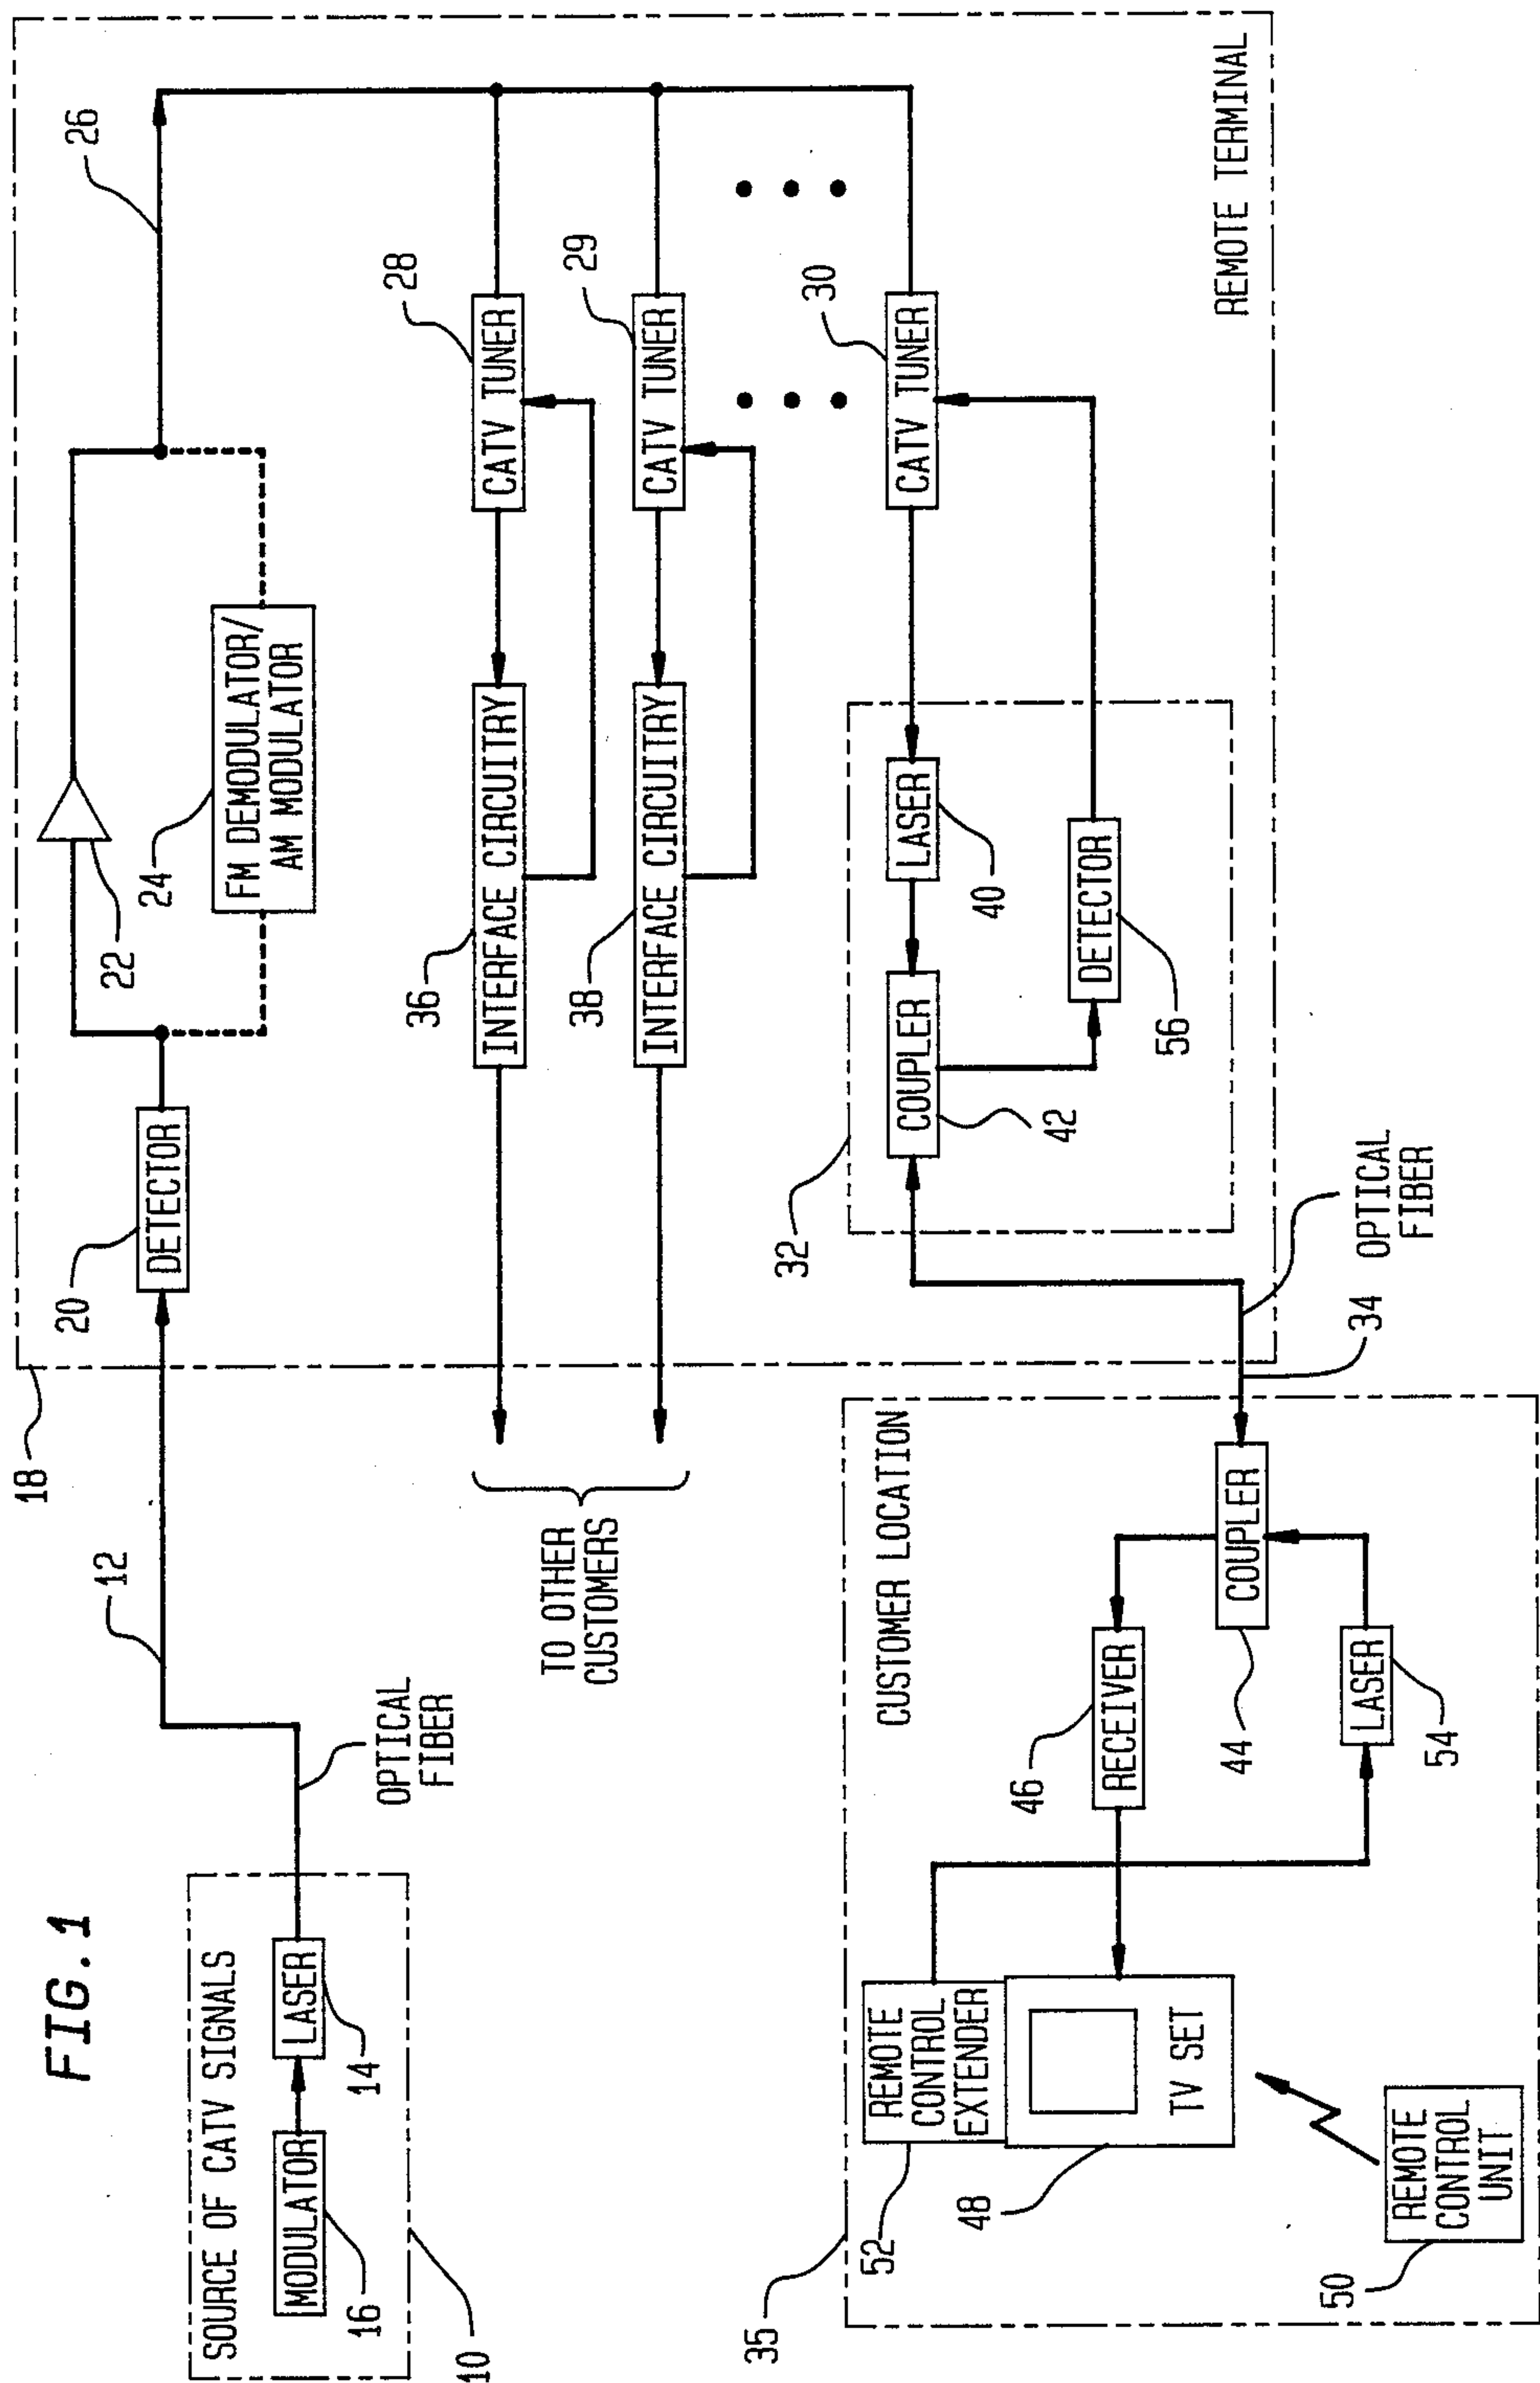 FIG. 1
SOURCE OF CATV SIGNALS
MODULATOR
16
LASER
14
10
OPTICAL
FIBER
12
18
20
DETECTOR
22
24
FM DEMODULATOR/
AM MODULATOR
26
TO OTHER
CUSTOMERS
36
INTERFACE CIRCUITRY
28
CATV TUNER
38
INTERFACE CIRCUITRY
29
CATV TUNER
30
CATV TUNER
32
COUPLER
42
LASER
40
DETECTOR
56
REMOTE TERMINAL
OPTICAL
FIBER
34
35
CUSTOMER LOCATION
52
REMOTE
CONTROL
EXTENDER
48
TV SET
46
RECEIVER
COUPLER
44
LASER
54
50
REMOTE
CONTROL
UNIT